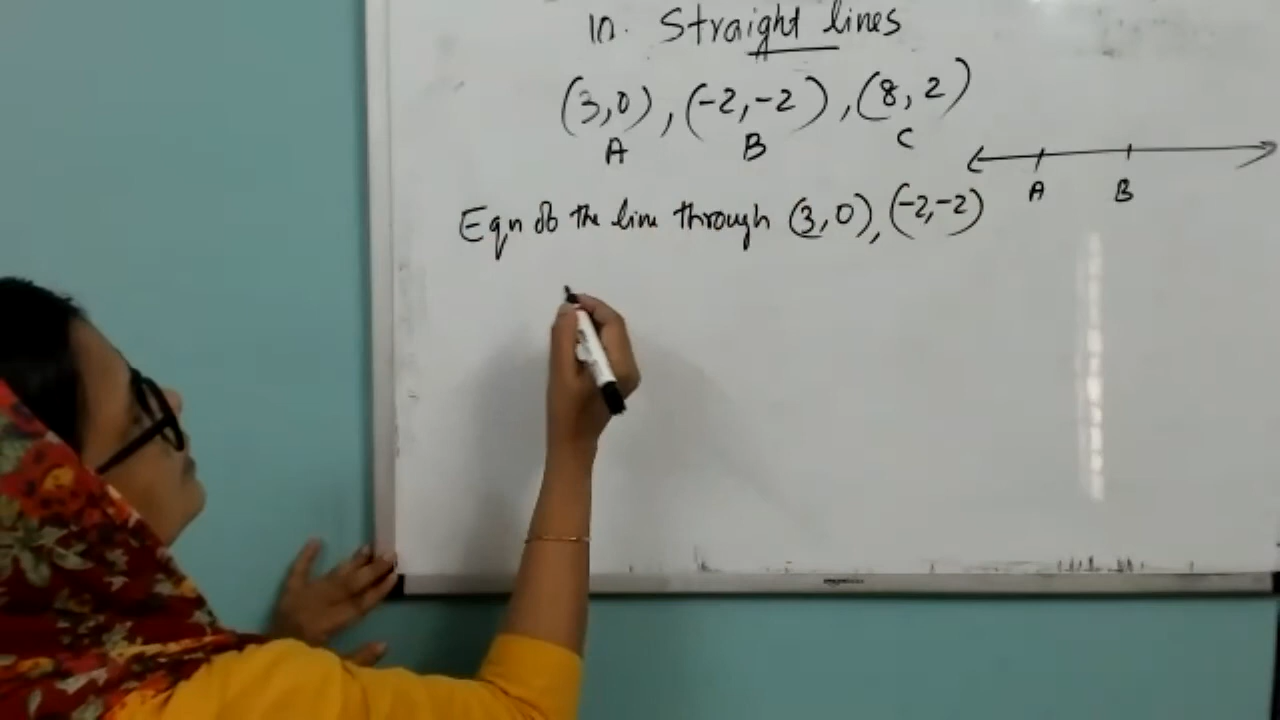 10. Straight lines
(3,0), (-2,-2), (8,2)
A B C
A B
Eqn of the line through (3,0), (-2,-2)